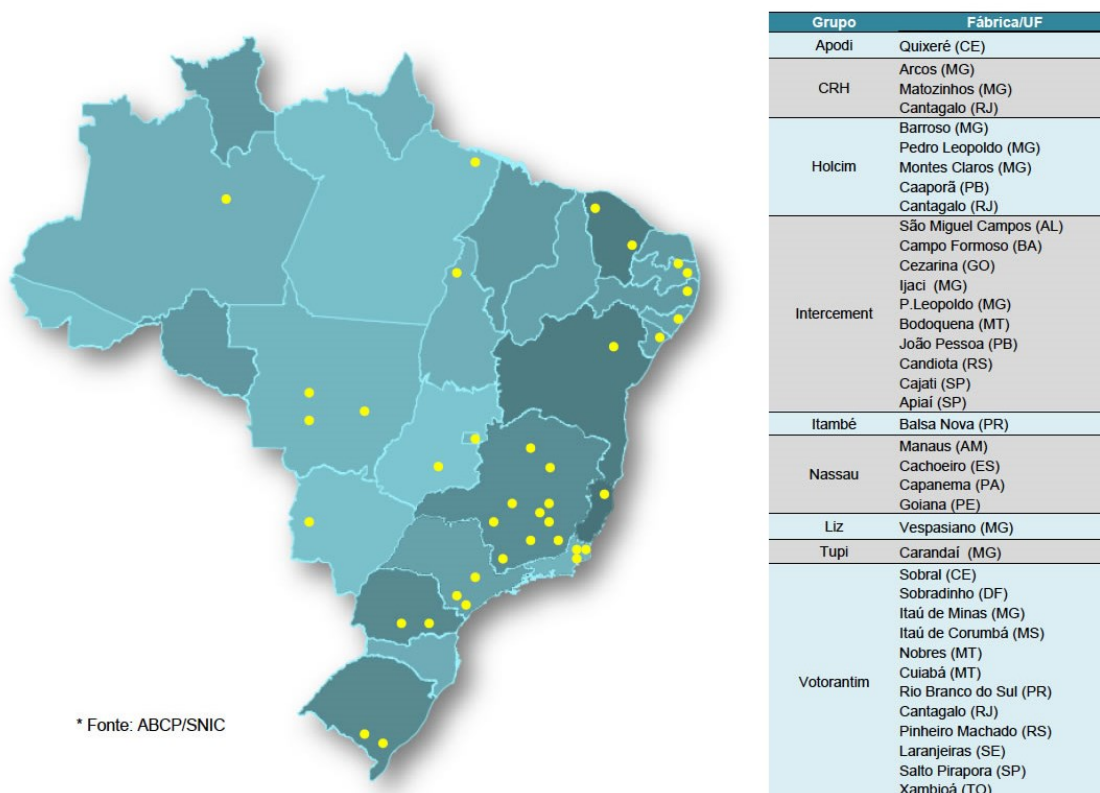 Grupo Fábrica/UF
Apodi Quixeré (CE)
CRH
Arcos (MG)
Matozinhos (MG)
Cantagalo (RJ)
Holcim
Barroso (MG)
Pedro Leopoldo (MG)
Montes Claros (MG)
Caaporã (PB)
Cantagalo (RJ)
Intercement
São Miguel Campos (AL)
Campo Formoso (BA)
Cezarina (GO)
Ijaci (MG)
P.Leopoldo (MG)
Bodoquena (MT)
João Pessoa (PB)
Candiota (RS)
Cajati (SP)
Apiaí (SP)
Itambé Balsa Nova (PR)
Nassau
Manaus (AM)
Cachoeiro (ES)
Capanema (PA)
Goiana (PE)
Liz Vespasiano (MG)
Tupi Carandaí (MG)
Votorantim
Sobral (CE)
Sobradinho (DF)
Itaú de Minas (MG)
Itaú de Corumbá (MS)
Nobres (MT)
Cuiabá (MT)
Rio Branco do Sul (PR)
Cantagalo (RJ)
Pinheiro Machado (RS)
Laranjeiras (SE)
Salto Pirapora (SP)
Xambioá (TO)
* Fonte: ABCP/SNIC